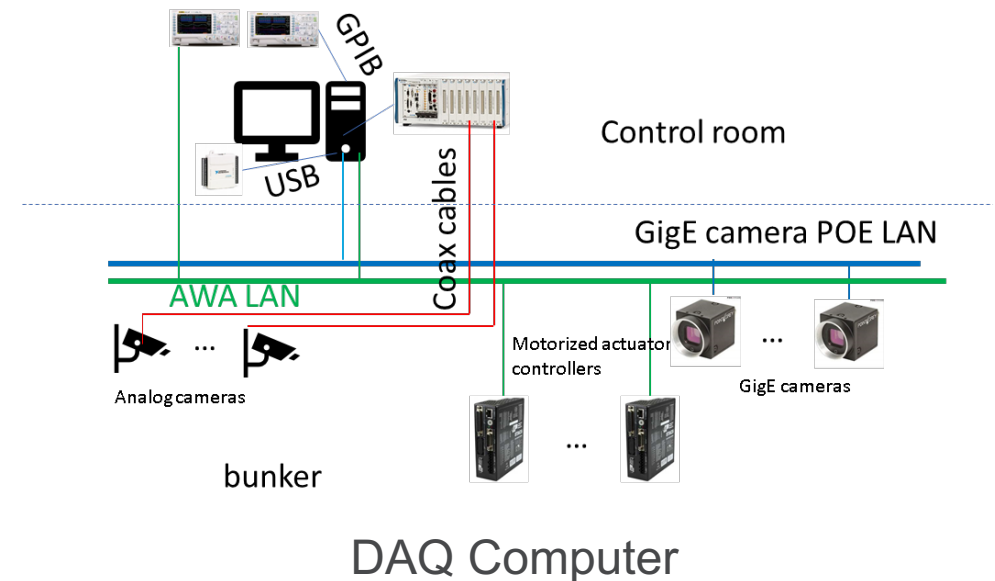 GPIB
Control room
USB
Coax cables
GigE camera POE LAN
AWA LAN
Motorized actuator
controllers
Analog cameras
GigE cameras
bunker
DAQ Computer